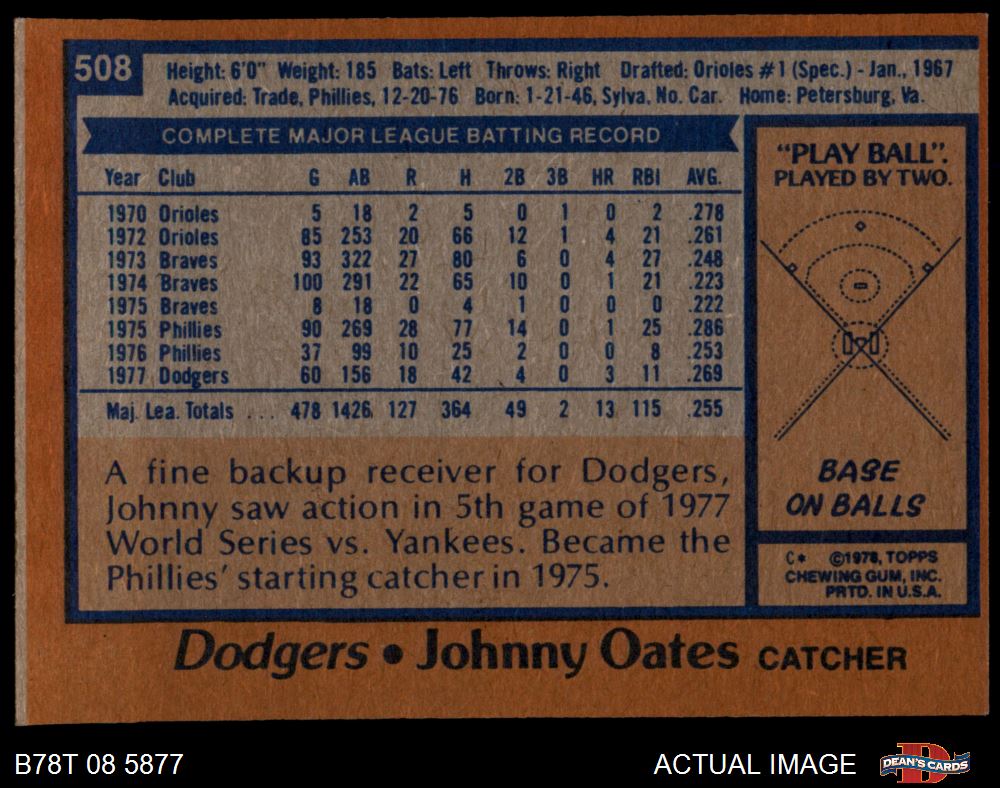 508
Height: 6'0" Weight: 185 Bats: Left Throws: Right Drafted: Orioles #1 (Spec.) - Jan., 1967
Acquired: Trade, Phillies, 12-20-76 Born: 1-21-46, Sylva, No. Car. Home: Petersburg, Va.
COMPLETE MAJOR LEAGUE BATTING RECORD
Year Club G AB R H 2B 3B HR RBI AVG.
1970 Orioles 5 18 2 5 0 1 0 2 .278
1972 Orioles 85 253 20 66 12 1 4 21 .261
1973 Braves 93 322 27 80 6 0 4 27 .248
1974 Braves 100 291 22 65 10 0 1 21 .223
1975 Braves 8 18 0 4 1 0 0 0 .222
1975 Phillies 90 269 28 77 14 0 1 25 .286
1976 Phillies 37 99 10 25 2 0 0 8 .253
1977 Dodgers 60 156 18 42 4 0 3 11 .269
Maj. Lea. Totals ... 478 1426 127 364 49 2 13 115 .255
A fine backup receiver for Dodgers,
Johnny saw action in 5th game of 1977
World Series vs. Yankees. Became the
Phillies' starting catcher in 1975.
"PLAY BALL".
PLAYED BY TWO.
BASE
ON BALLS
C* ©1978, TOPPS
CHEWING GUM, INC.
PRTD. IN U.S.A.
Dodgers • Johnny Oates CATCHER
B78T 08 5877
ACTUAL IMAGE
D
DEAN'S CARDS